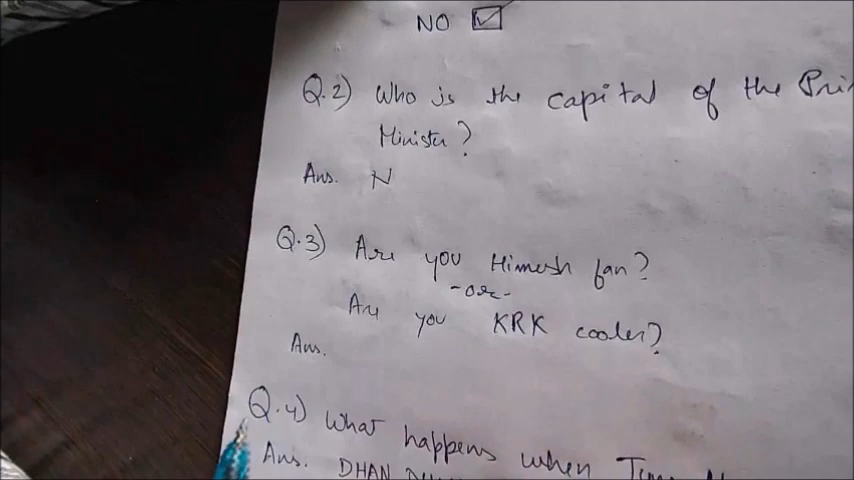 NO
Q.2) Who is the capital of the Pri
Minister?
Ans. N
Q.3) Are you Himesh fan?
-or-
Are you KRK cooler?
Ans.
Q.4) What happens when
Ans. DHAN